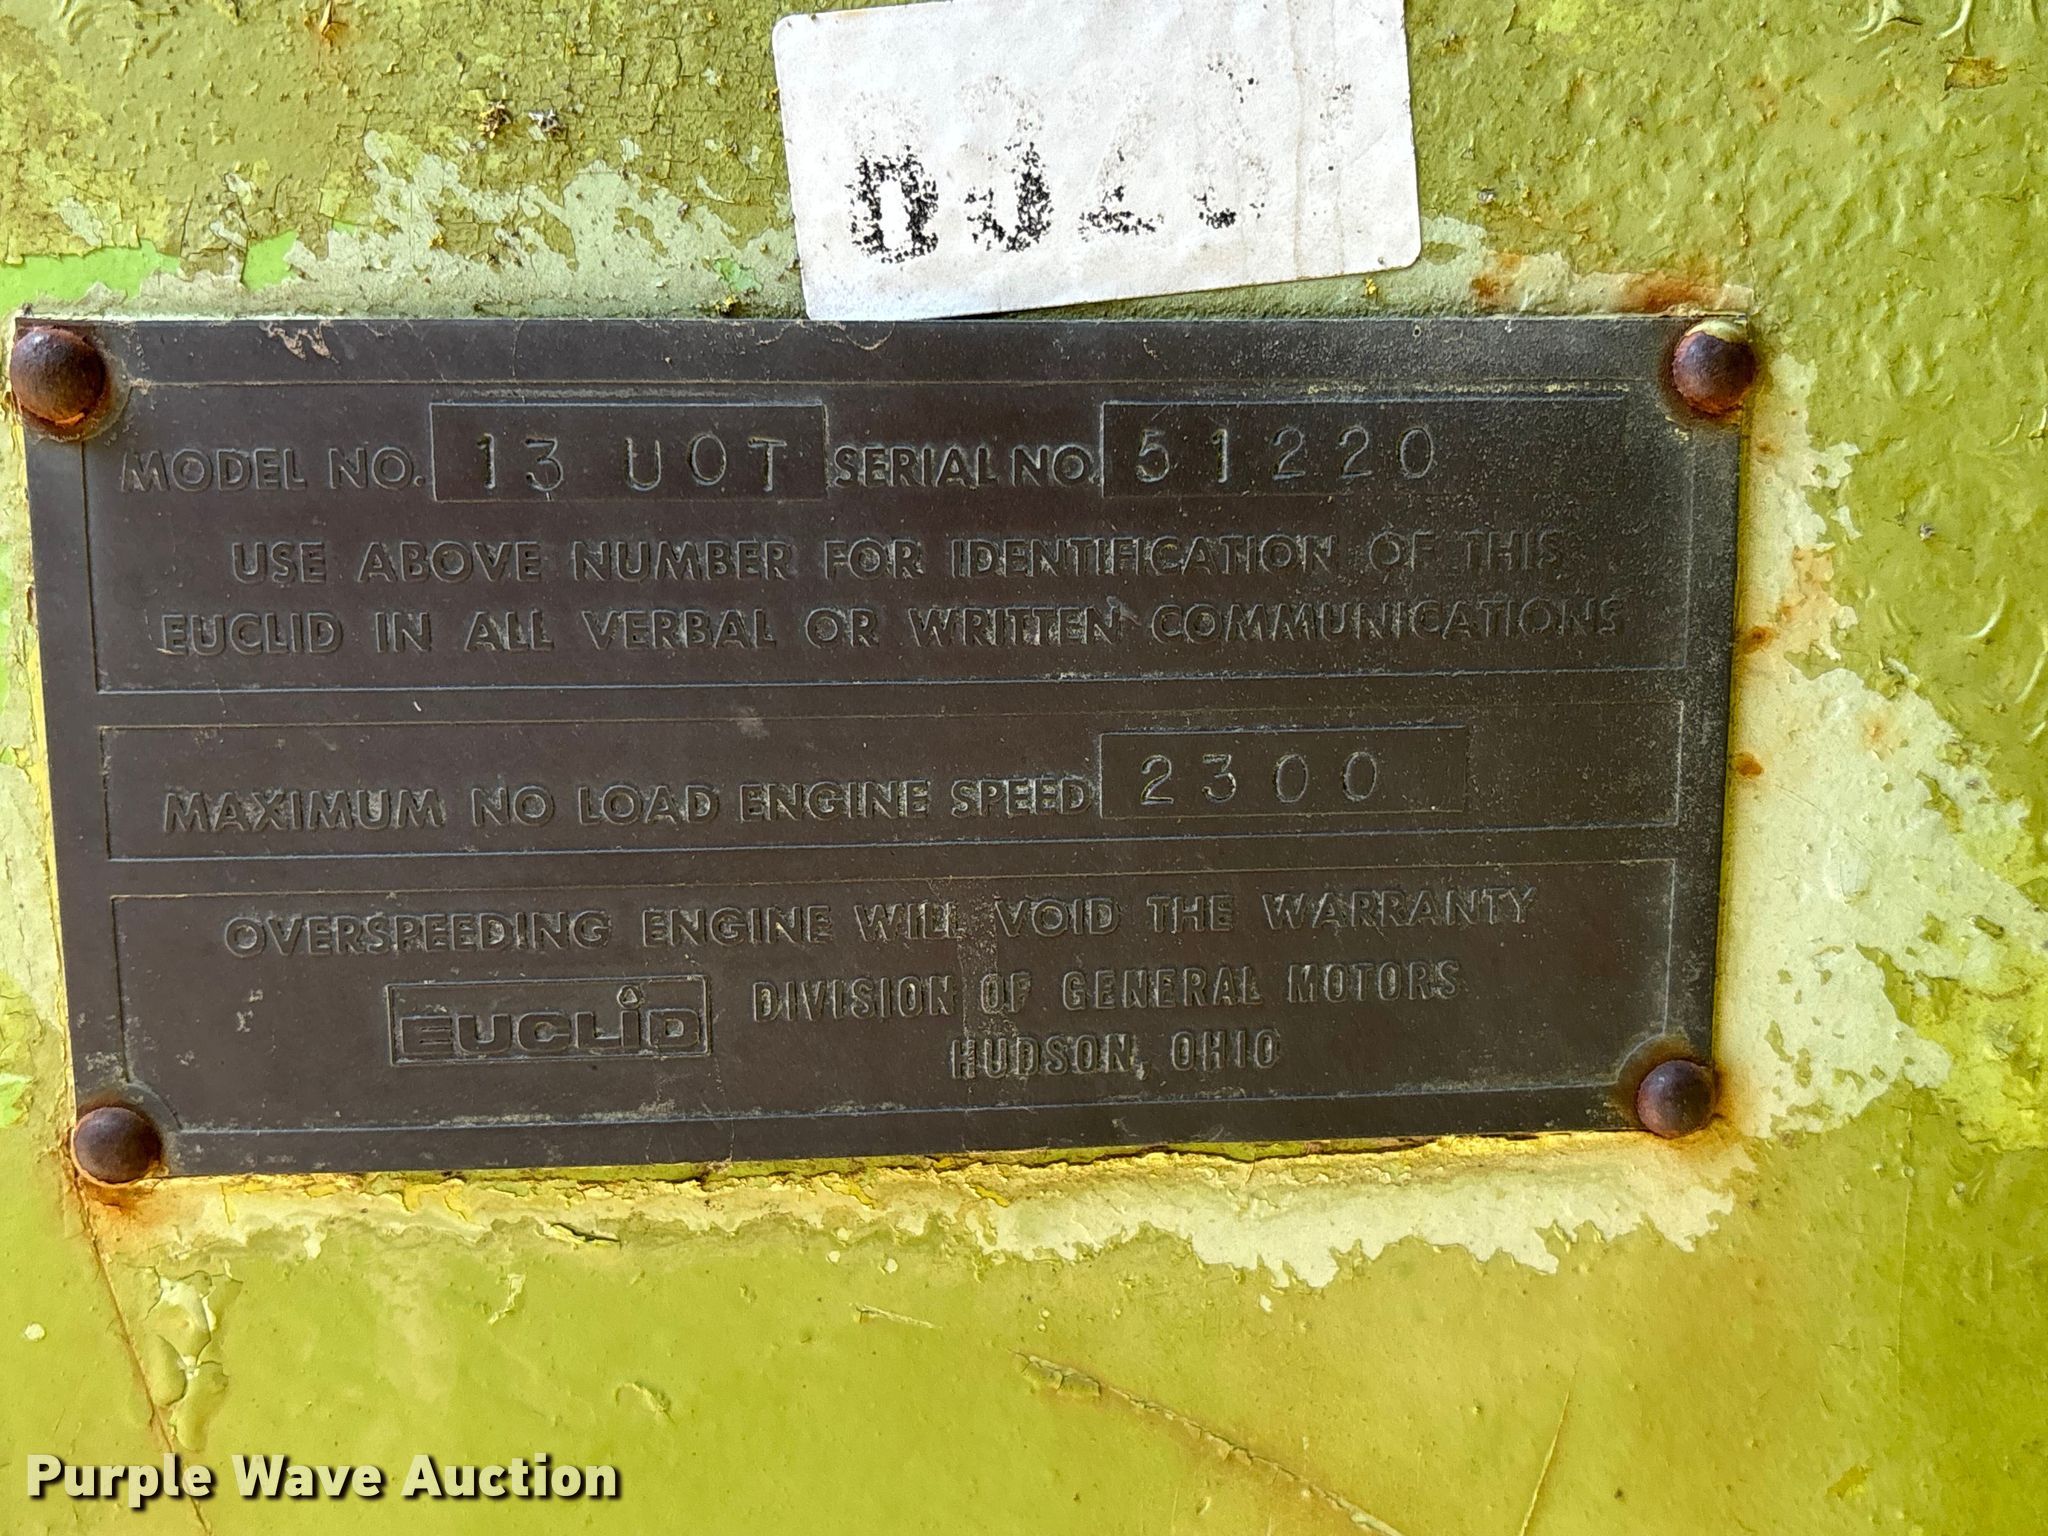 MODEL NO. 13 UOT SERIAL NO. 51220
USE ABOVE NUMBER FOR IDENTIFICATION OF THIS
EUCLID IN ALL VERBAL OR WRITTEN COMMUNICATIONS
MAXIMUM NO LOAD ENGINE SPEED 2300
OVERSPEEDING ENGINE WILL VOID THE WARRANTY
EUCLID DIVISION OF GENERAL MOTORS
HUDSON, OHIO
Purple Wave Auction